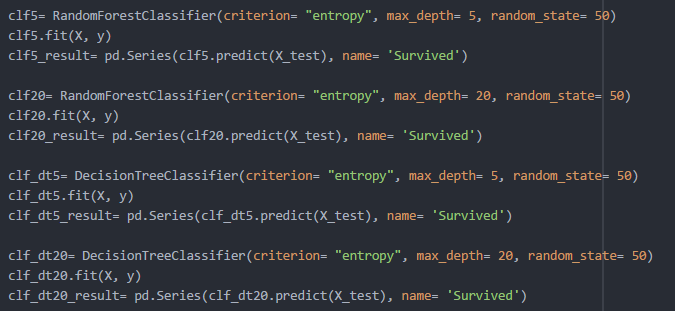 clf5= RandomForestClassifier(criterion= "entropy", max_depth= 5, random_state= 50)
clf5.fit(X, y)
clf5_result= pd.Series(clf5.predict(X_test), name= 'Survived')

clf20= RandomForestClassifier(criterion= "entropy", max_depth= 20, random_state= 50)
clf20.fit(X, y)
clf20_result= pd.Series(clf20.predict(X_test), name= 'Survived')

clf_dt5= DecisionTreeClassifier(criterion= "entropy", max_depth= 5, random_state= 50)
clf_dt5.fit(X, y)
clf_dt5_result= pd.Series(clf_dt5.predict(X_test), name= 'Survived')

clf_dt20= DecisionTreeClassifier(criterion= "entropy", max_depth= 20, random_state= 50)
clf_dt20.fit(X, y)
clf_dt20_result= pd.Series(clf_dt20.predict(X_test), name= 'Survived')